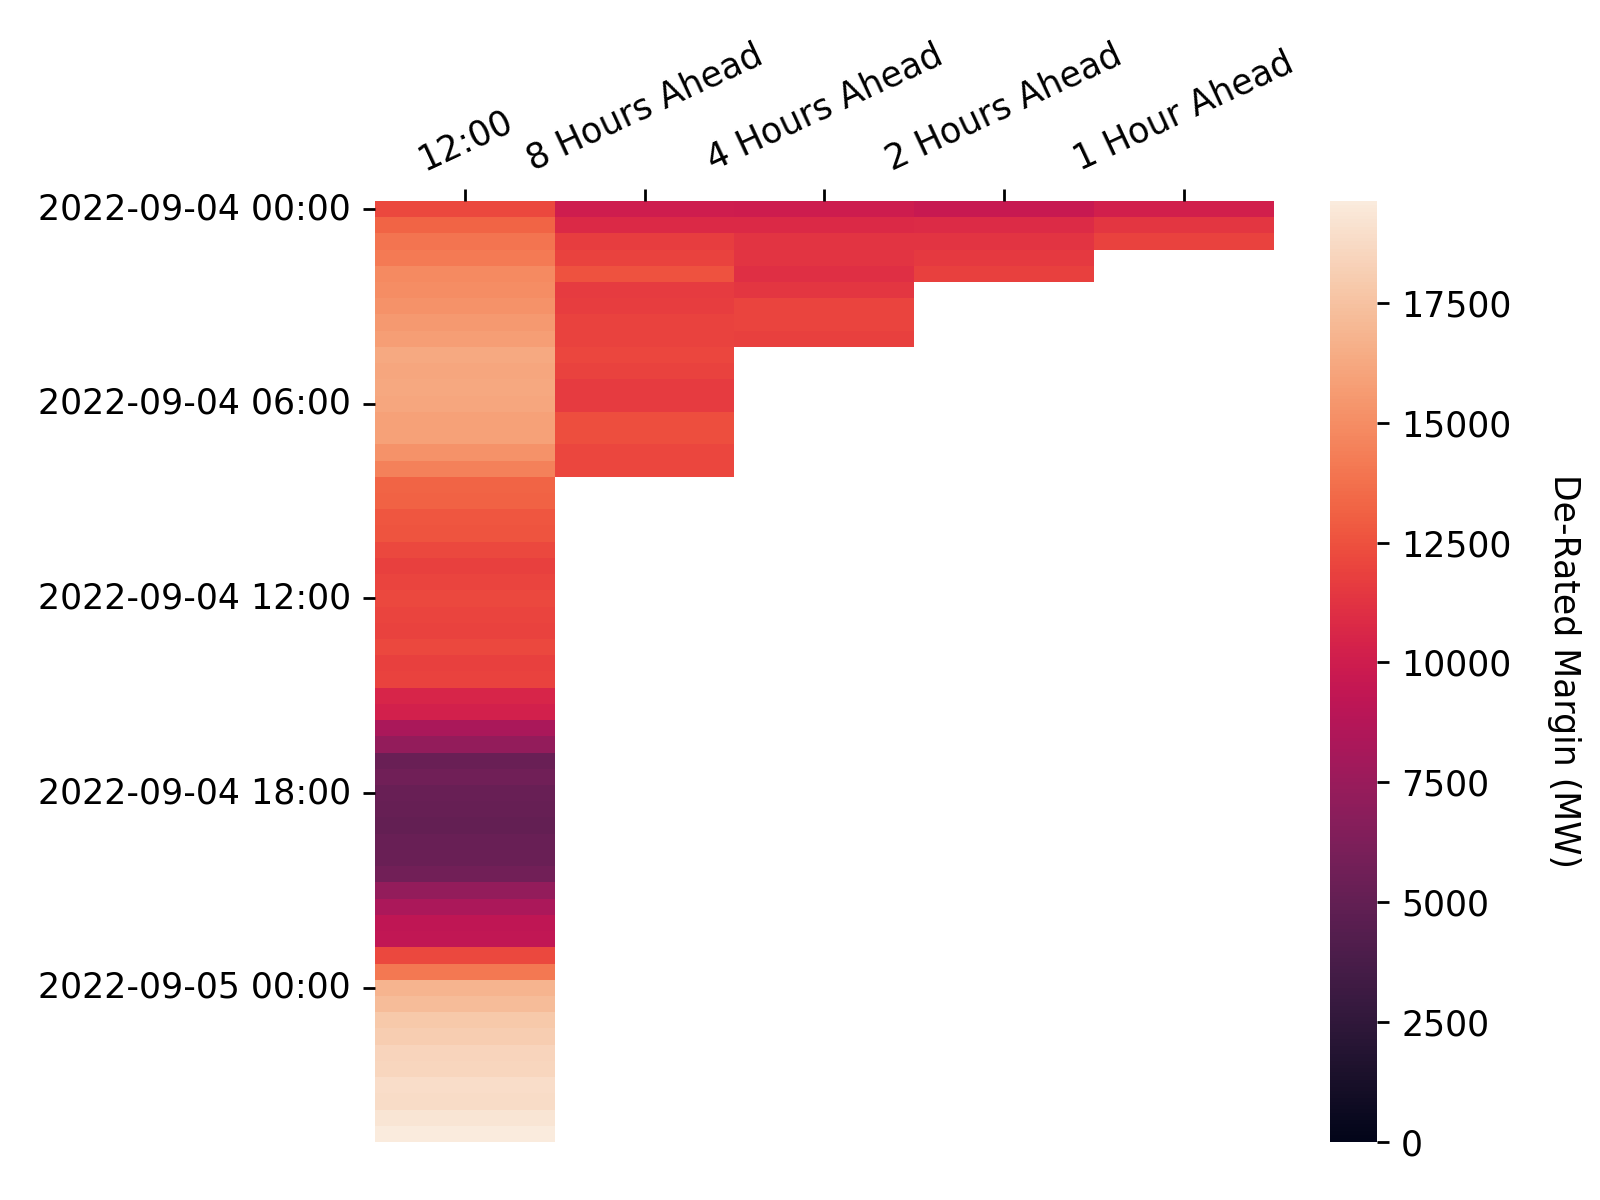 12:00
8 Hours Ahead
4 Hours Ahead
2 Hours Ahead
1 Hour Ahead
2022-09-04 00:00
2022-09-04 06:00
2022-09-04 12:00
2022-09-04 18:00
2022-09-05 00:00
17500
15000
12500
10000
7500
5000
2500
0
De-Rated Margin (MW)